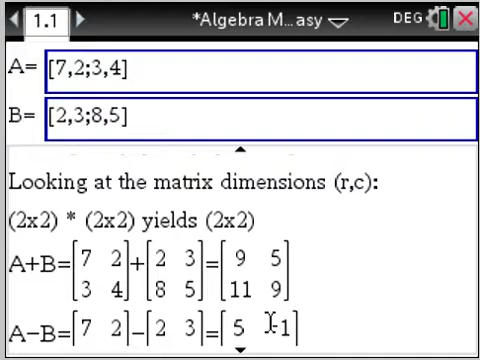 1.1 *Algebra M...asy DEG
A= [7,2;3,4]
B= [2,3;8,5]
Looking at the matrix dimensions (r,c):
(2x2) * (2x2) yields (2x2)
A+B=[7 2]+[2 3]=[9 5]
[3 4] [8 5] [11 9]
A−B=[7 2]−[2 3]=[5 -1]